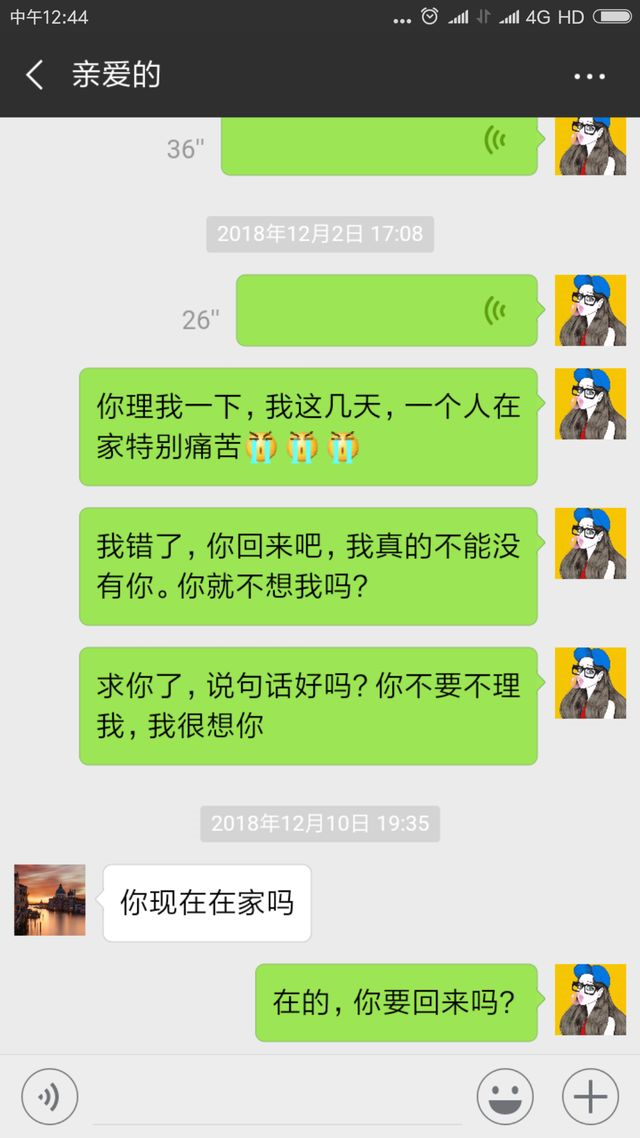 中午12:44
4G HD
亲爱的
36"
2018年12月2日 17:08
26"
你理我一下，我这几天，一个人在
家特别痛苦😭😭😭
我错了，你回来吧，我真的不能没
有你。你就不想我吗？
求你了，说句话好吗？你不要不理
我，我很想你
2018年12月10日 19:35
你现在在家吗
在的，你要回来吗？